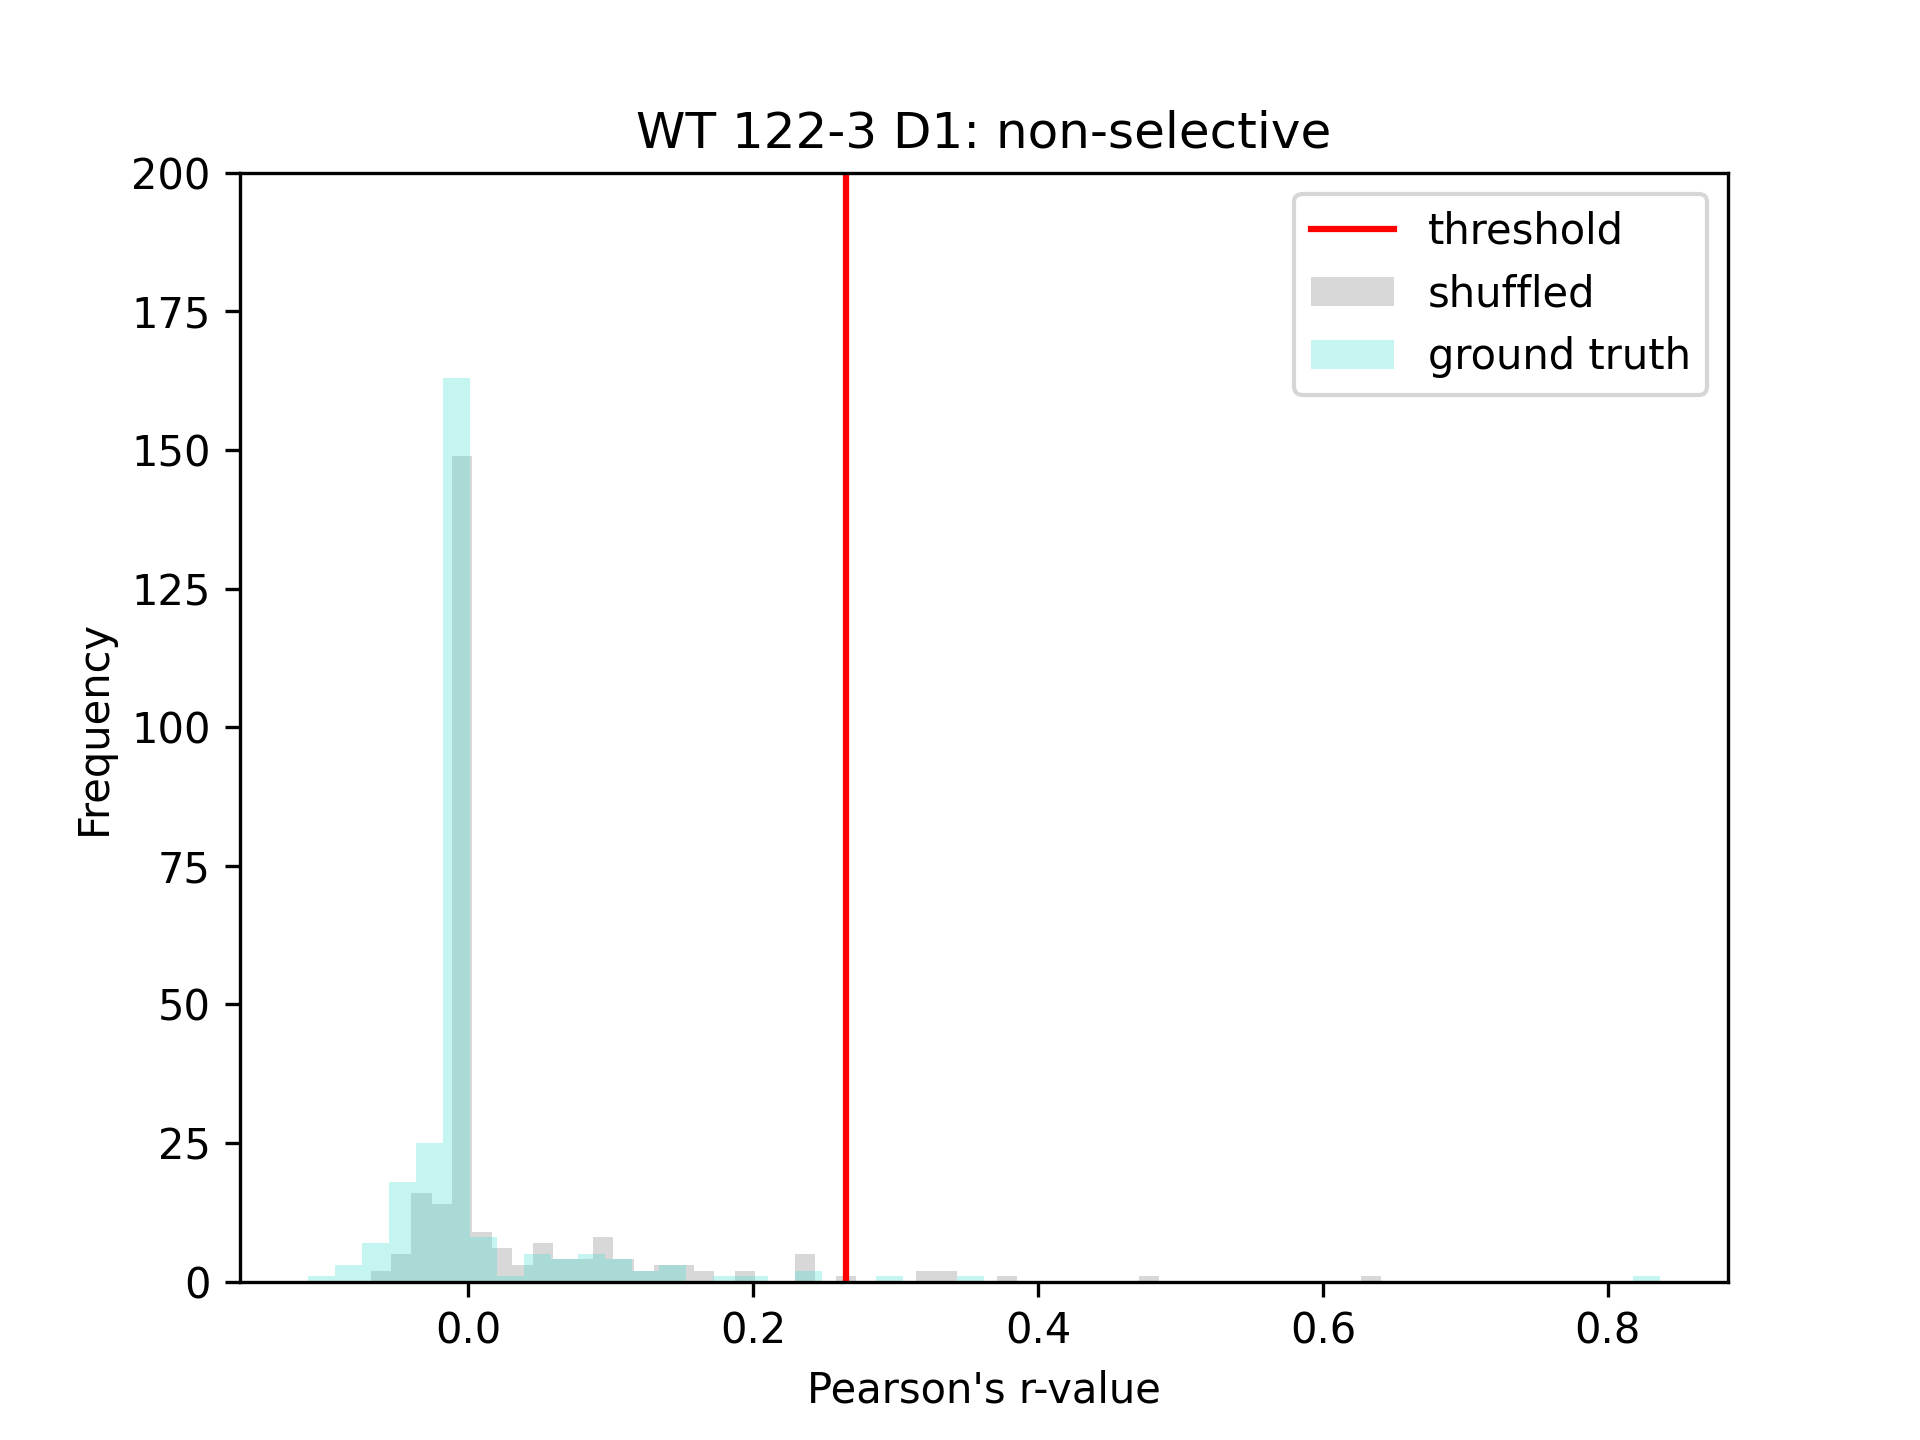 WT 122-3 D1: non-selective
200
175
150
125
100
75
50
25
0
Frequency
threshold
shuffled
ground truth
0.0 0.2 0.4 0.6 0.8
Pearson's r-value